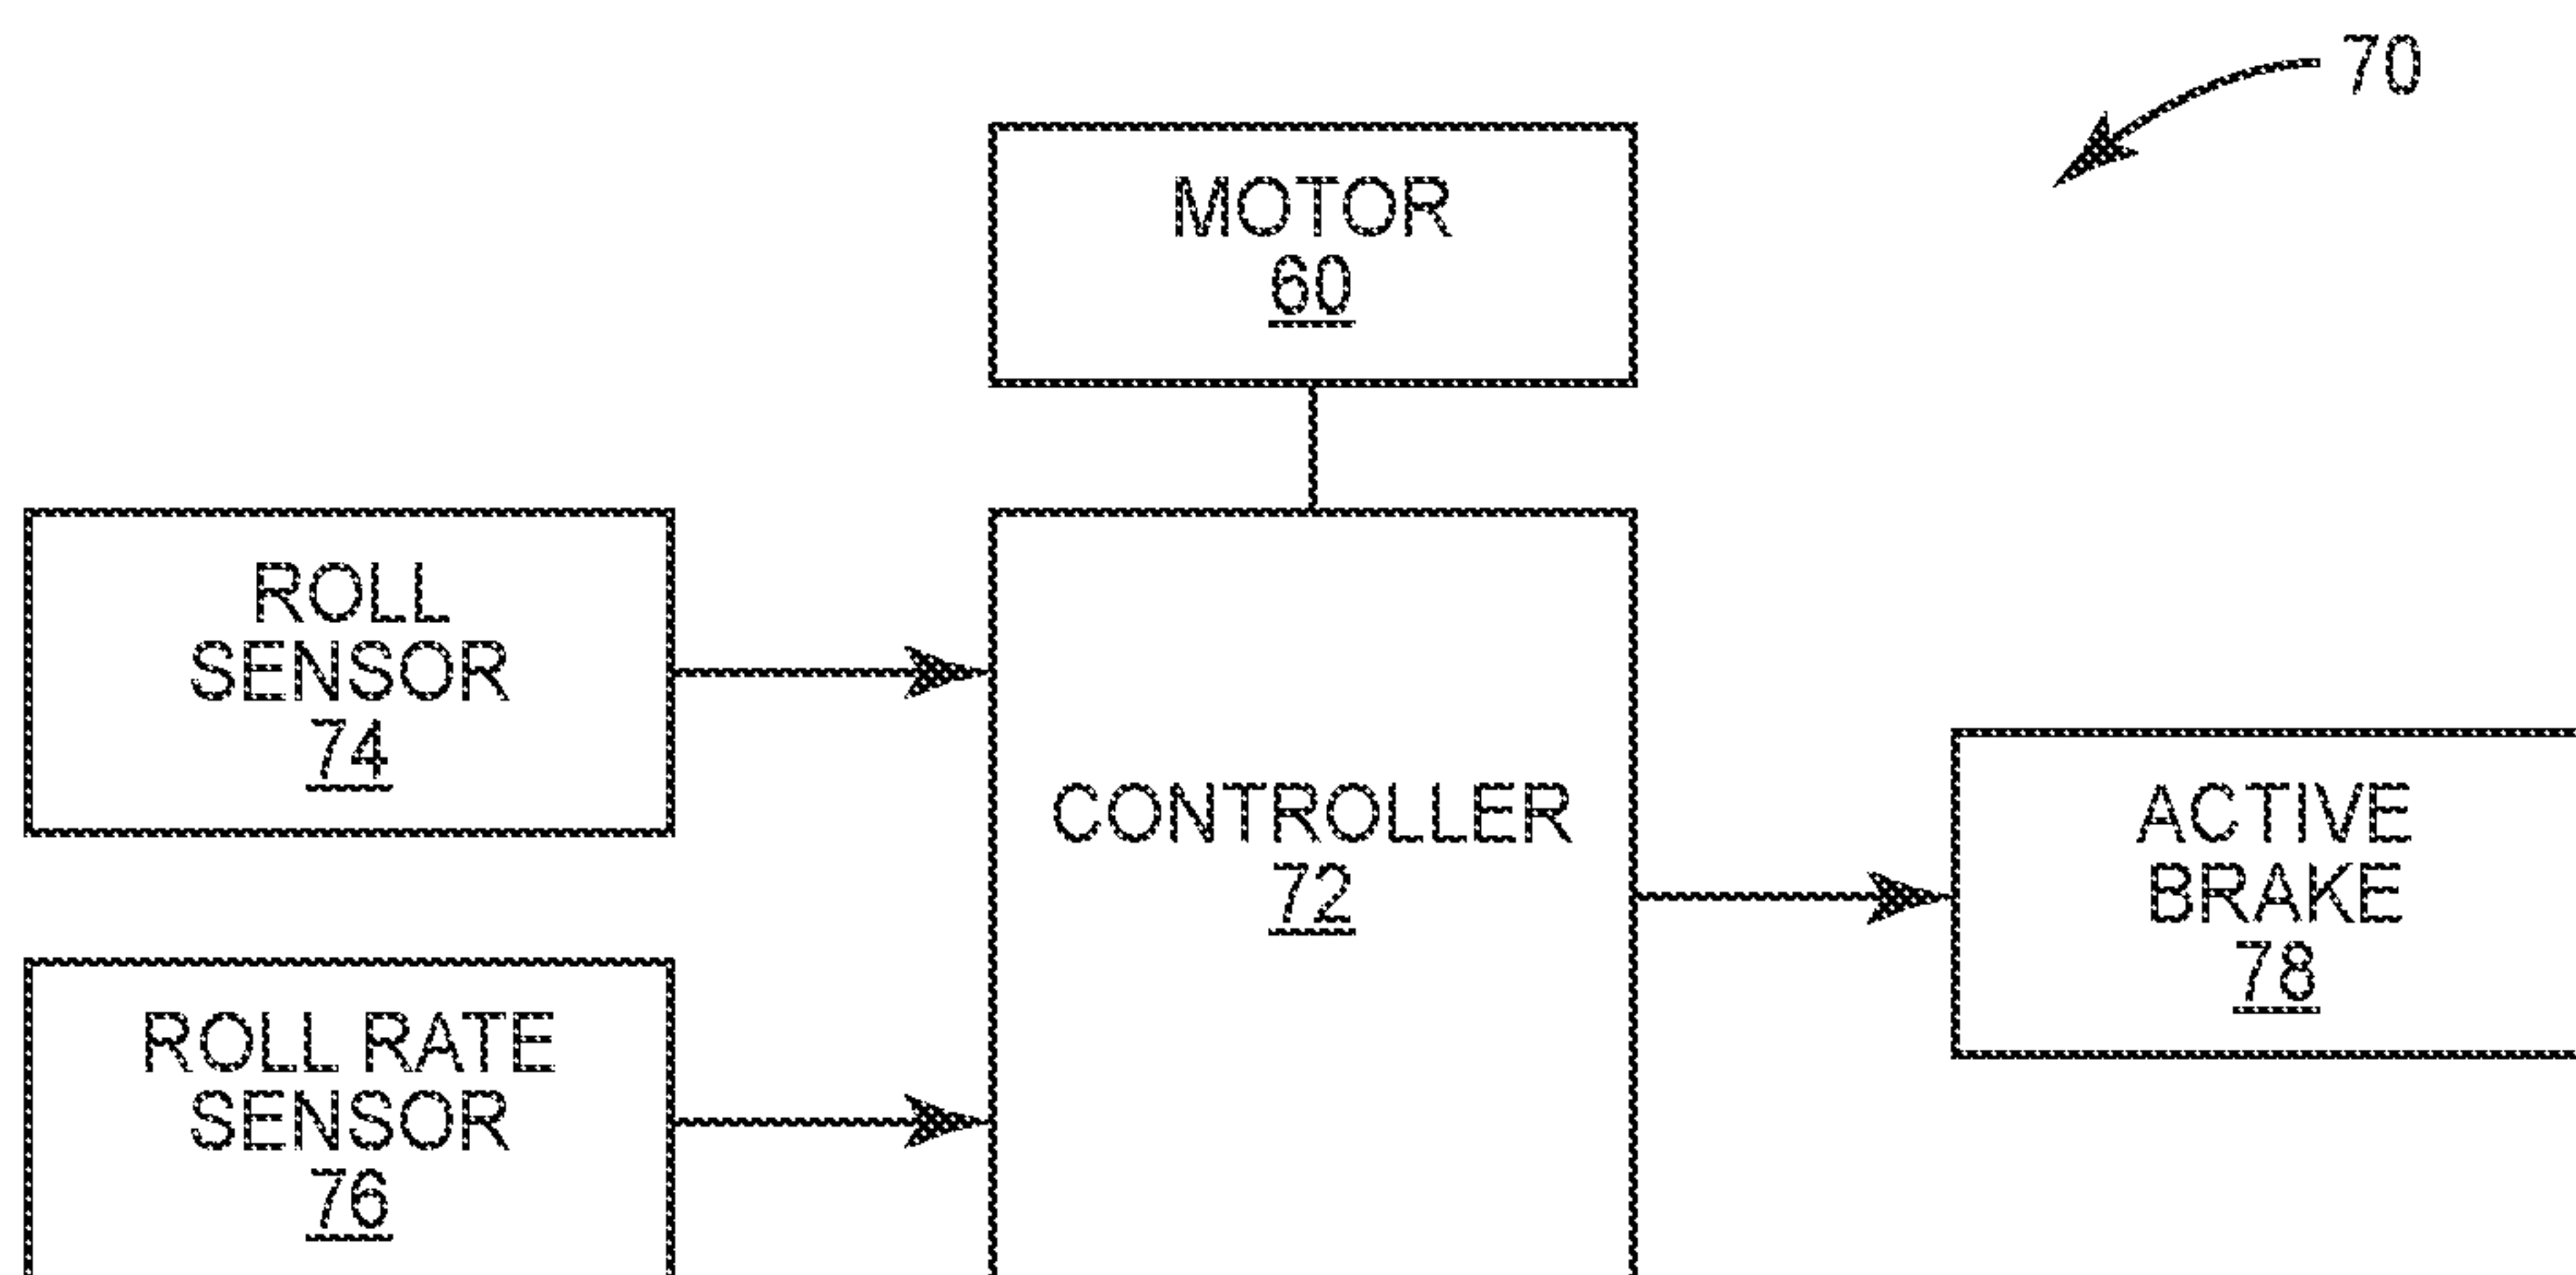 70
MOTOR
60
ROLL
SENSOR
74
CONTROLLER
72
ACTIVE
BRAKE
78
ROLL RATE
SENSOR
76